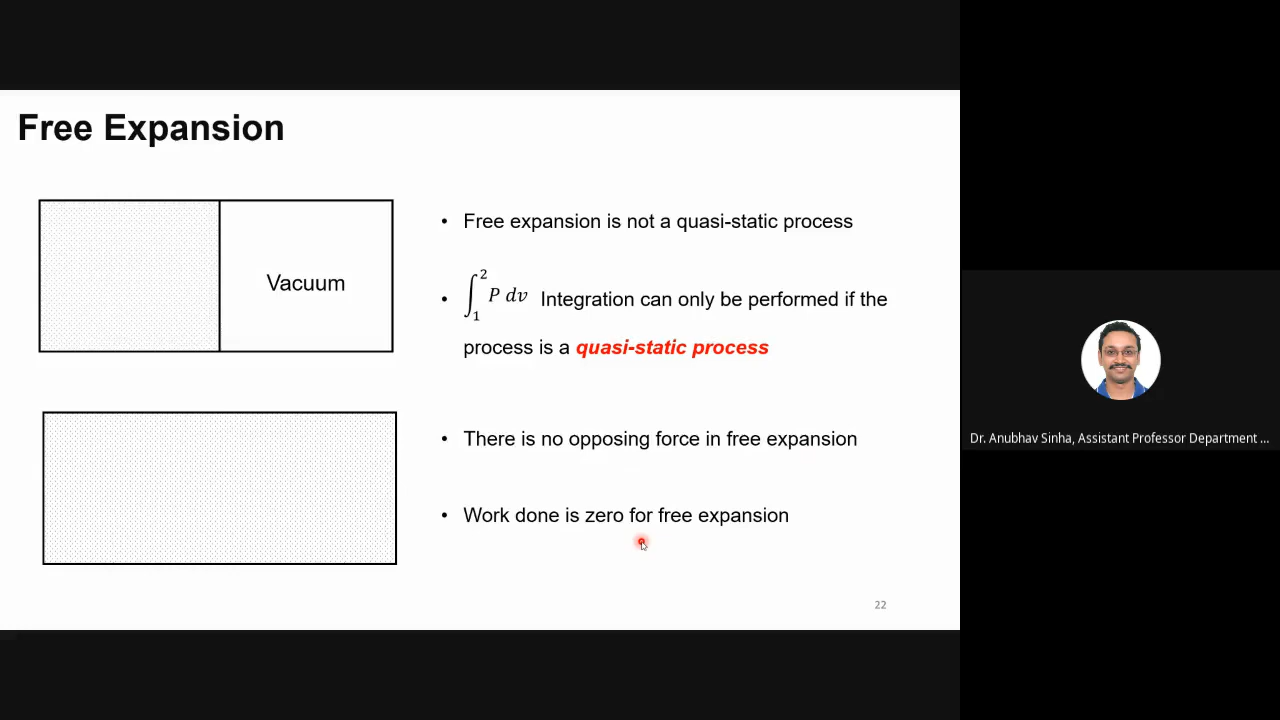 Free Expansion
Vacuum
• Free expansion is not a quasi-static process
• ∫₁² P dv Integration can only be performed if the
process is a quasi-static process
• There is no opposing force in free expansion
• Work done is zero for free expansion
22
Dr. Anubhav Sinha, Assistant Professor Department ...